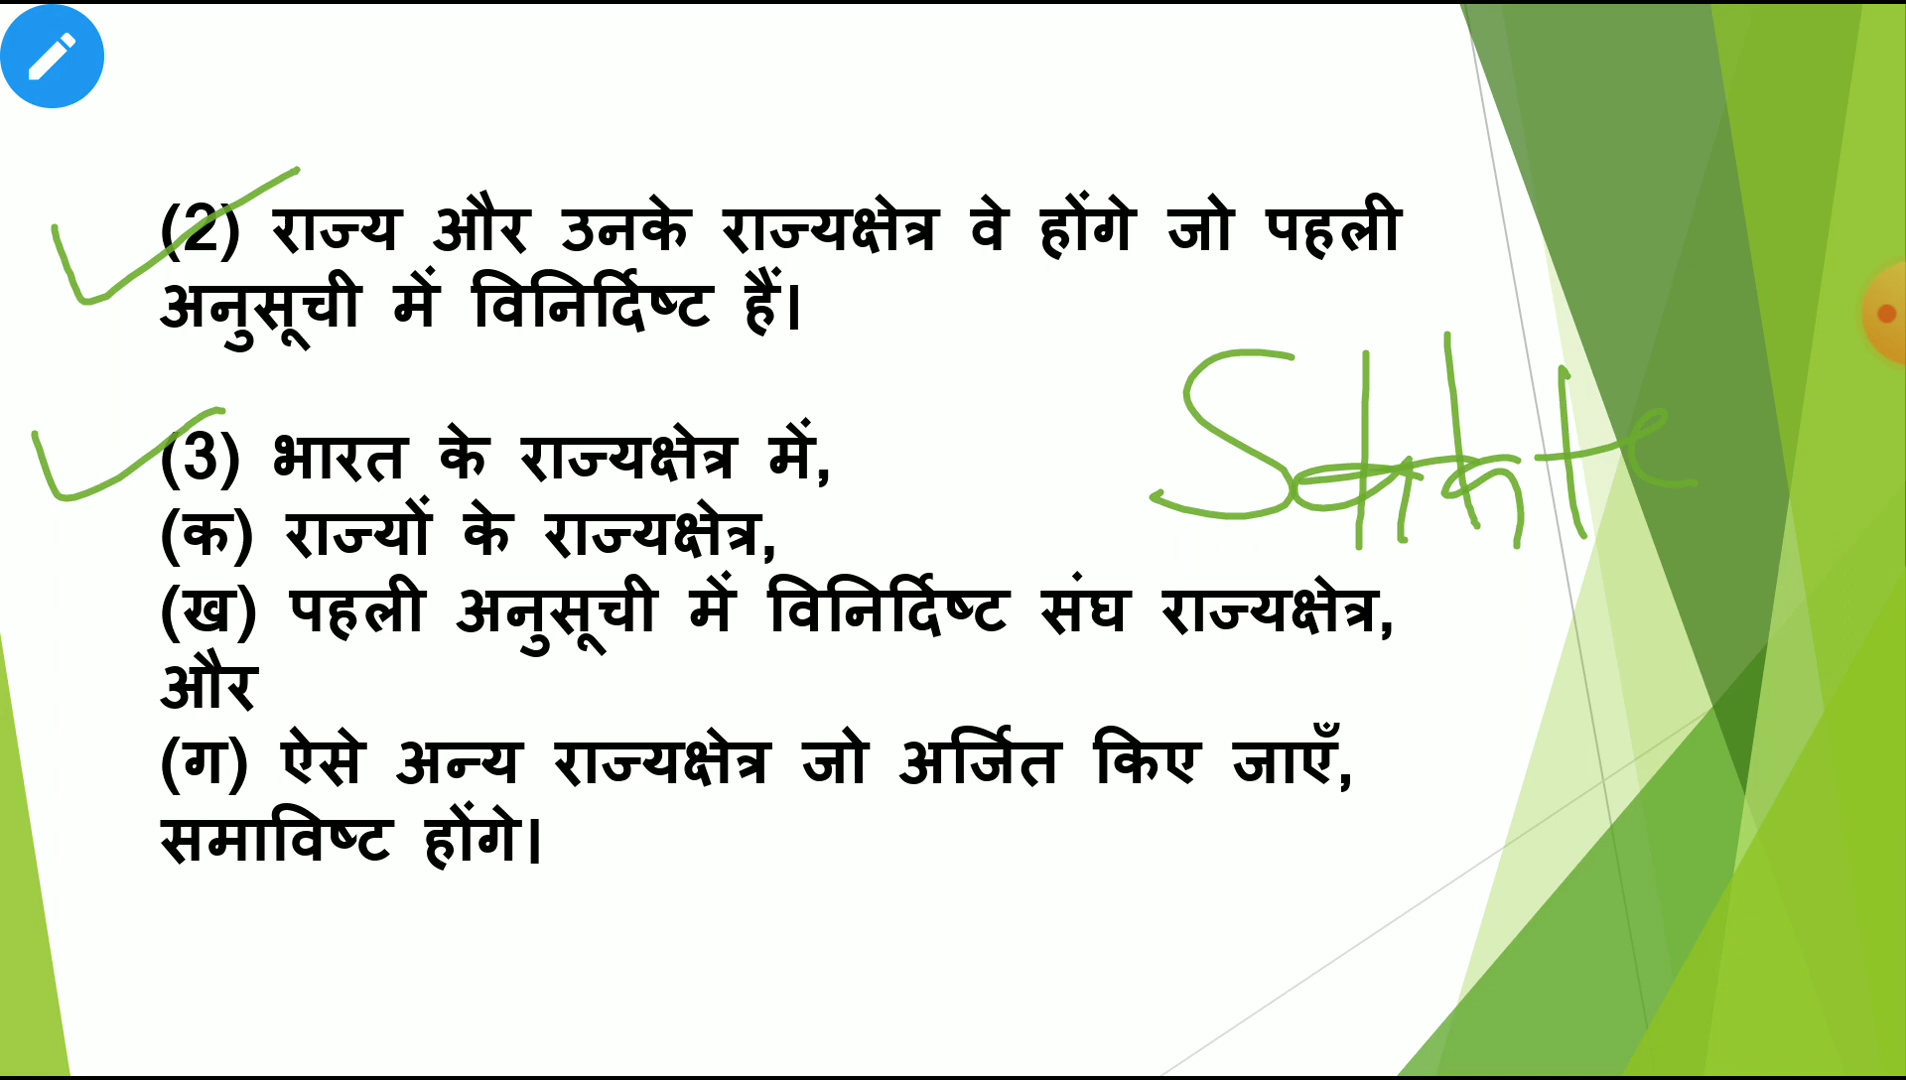 (2) राज्य और उनके राज्यक्षेत्र वे होंगे जो पहली
अनुसूची में विनिर्दिष्ट हैं।
(3) भारत के राज्यक्षेत्र में,
(क) राज्यों के राज्यक्षेत्र,
(ख) पहली अनुसूची में विनिर्दिष्ट संघ राज्यक्षेत्र,
और
(ग) ऐसे अन्य राज्यक्षेत्र जो अर्जित किए जाएँ,
समाविष्ट होंगे।